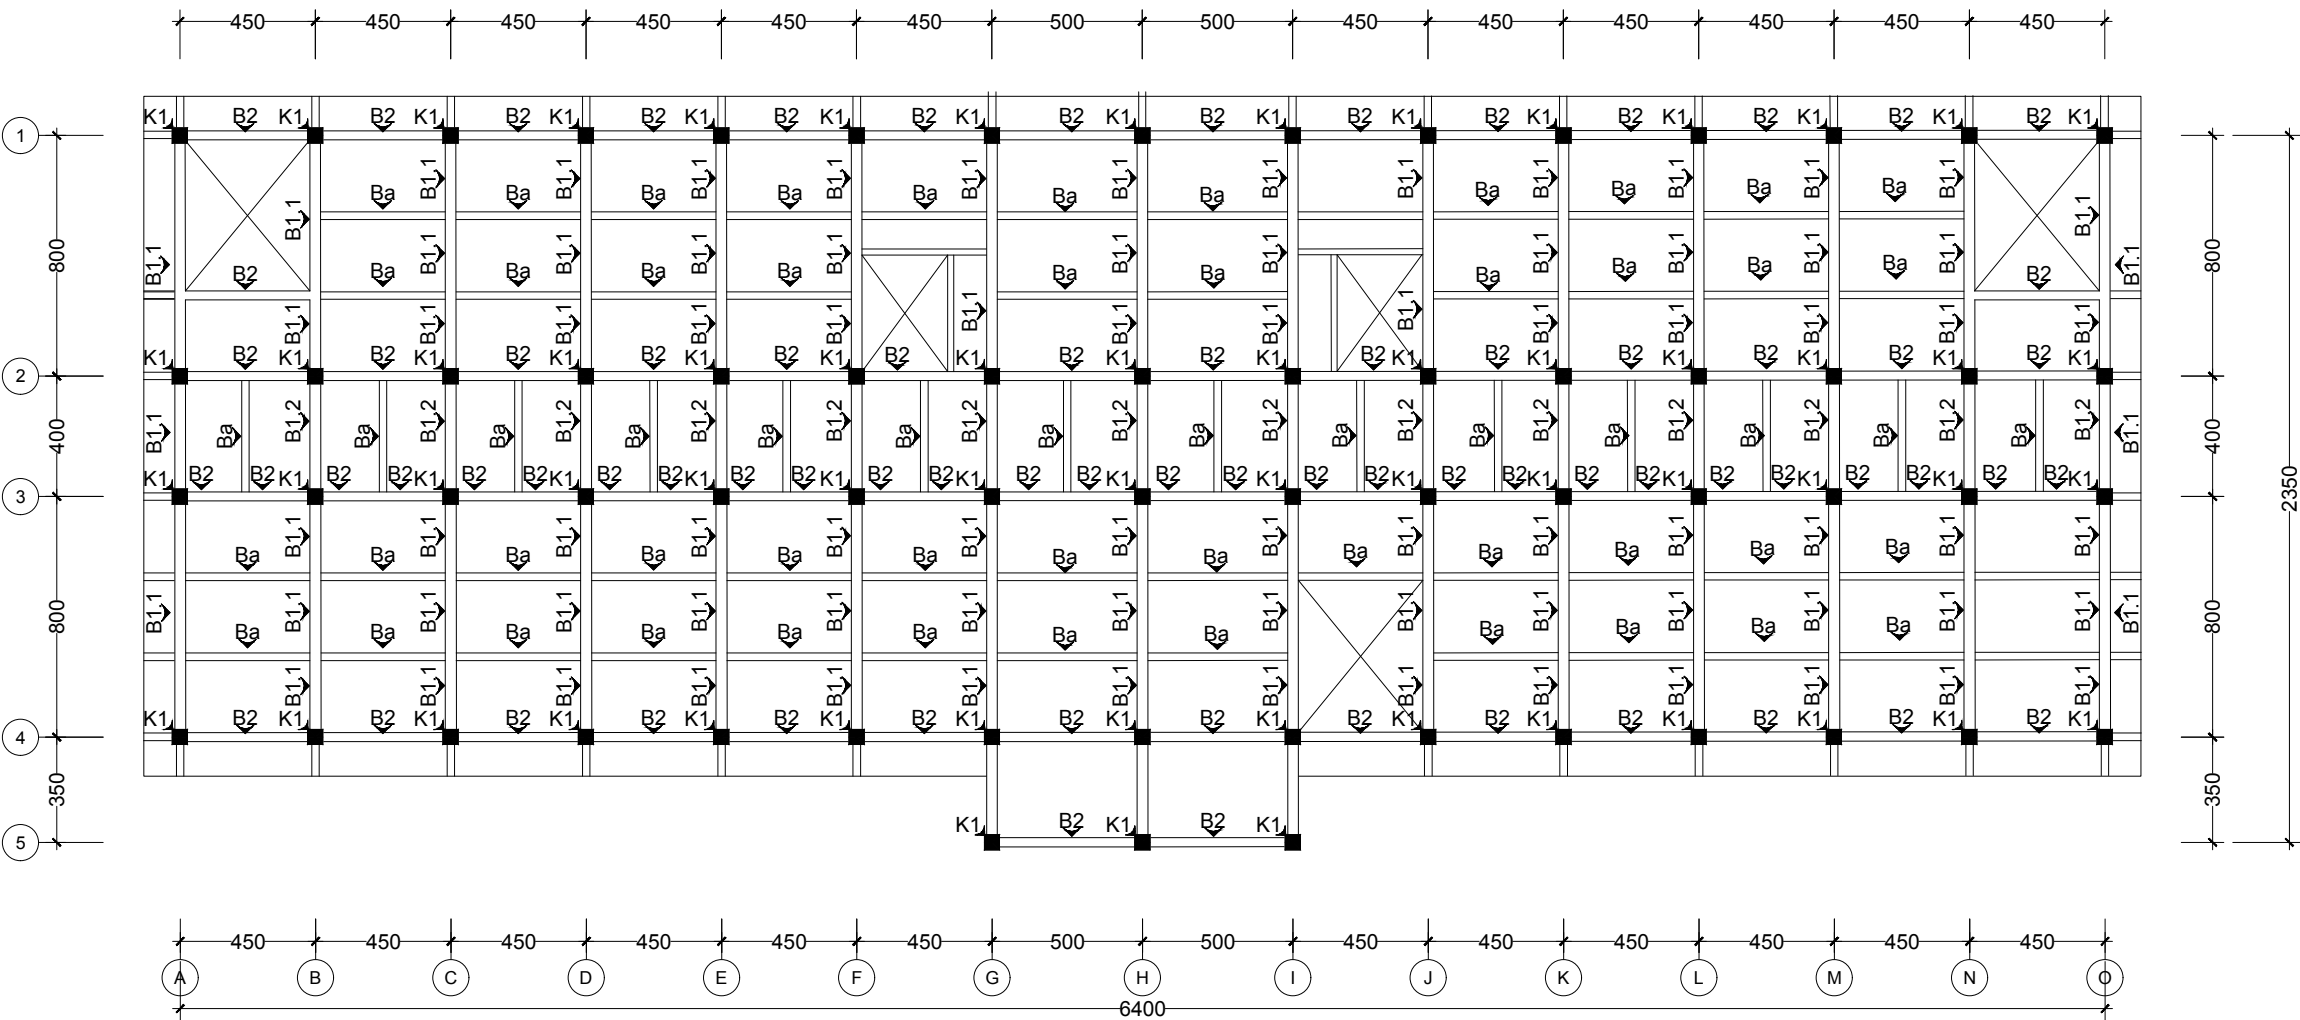 450 450 450 450 450 450 500 500 450 450 450 450 450 450
K1 B2 K1 B2 K1 B2 K1 B2 K1 B2 K1 B2 K1 B2 K1 B2 K1 B2 K1 B2 K1 B2 K1 B2 K1 B2 K1 B2 K1
1
B1.1 B1.1 B1.1 B1.1 B1.1 B1.1 B1.1 B1.1 B1.1 B1.1 B1.1 B1.1
Ba Ba Ba Ba Ba Ba Ba Ba Ba Ba Ba
B1.1 B1.1
800 B1.1 B1.1 B1.1 B1.1 B1.1 B1.1 B1.1 B1.1 B1.1 B1.1 B1.1 B1.1 800
B2 Ba Ba Ba Ba Ba Ba Ba Ba Ba Ba B2
B1.1 B1.1 B1.1 B1.1 B1.1 B1.1 B1.1 B1.1 B1.1 B1.1 B1.1 B1.1 B1.1 B1.1
K1 B2 K1 B2 K1 B2 K1 B2 K1 B2 K1 B2 K1 B2 K1 B2 K1 B2 K1 B2 K1 B2 K1 B2 K1 B2 K1 B2 K1
2
400 B1.1 B1.2 B1.2 B1.2 B1.2 B1.2 B1.2 B1.2 B1.2 B1.2 B1.2 B1.2 B1.2 B1.2 B1.2 B1.1 400
Ba Ba Ba Ba Ba Ba Ba Ba Ba Ba Ba Ba Ba Ba
K1 B2 B2 K1 B2 B2 K1 B2 B2 K1 B2 B2 K1 B2 B2 K1 B2 B2 K1 B2 B2 K1 B2 B2 K1 B2 B2 K1 B2 B2 K1 B2 B2 K1 B2 B2 K1 B2 B2 K1 B2 B2 K1
3 2350
B1.1 B1.1 B1.1 B1.1 B1.1 B1.1 B1.1 B1.1 B1.1 B1.1 B1.1 B1.1 B1.1 B1.1
Ba Ba Ba Ba Ba Ba Ba Ba Ba Ba Ba Ba Ba
800 B1.1 B1.1 B1.1 B1.1 B1.1 B1.1 B1.1 B1.1 B1.1 B1.1 B1.1 B1.1 B1.1 B1.1 B1.1 B1.1 800
Ba Ba Ba Ba Ba Ba Ba Ba Ba Ba Ba Ba
B1.1 B1.1 B1.1 B1.1 B1.1 B1.1 B1.1 B1.1 B1.1 B1.1 B1.1 B1.1 B1.1 B1.1
K1 B2 K1 B2 K1 B2 K1 B2 K1 B2 K1 B2 K1 B2 K1 B2 K1 B2 K1 B2 K1 B2 K1 B2 K1 B2 K1 B2 K1
4
350 350
K1 B2 K1 B2 K1
5
450 450 450 450 450 450 500 500 450 450 450 450 450 450
A B C D E F G H I J K L M N O
6400